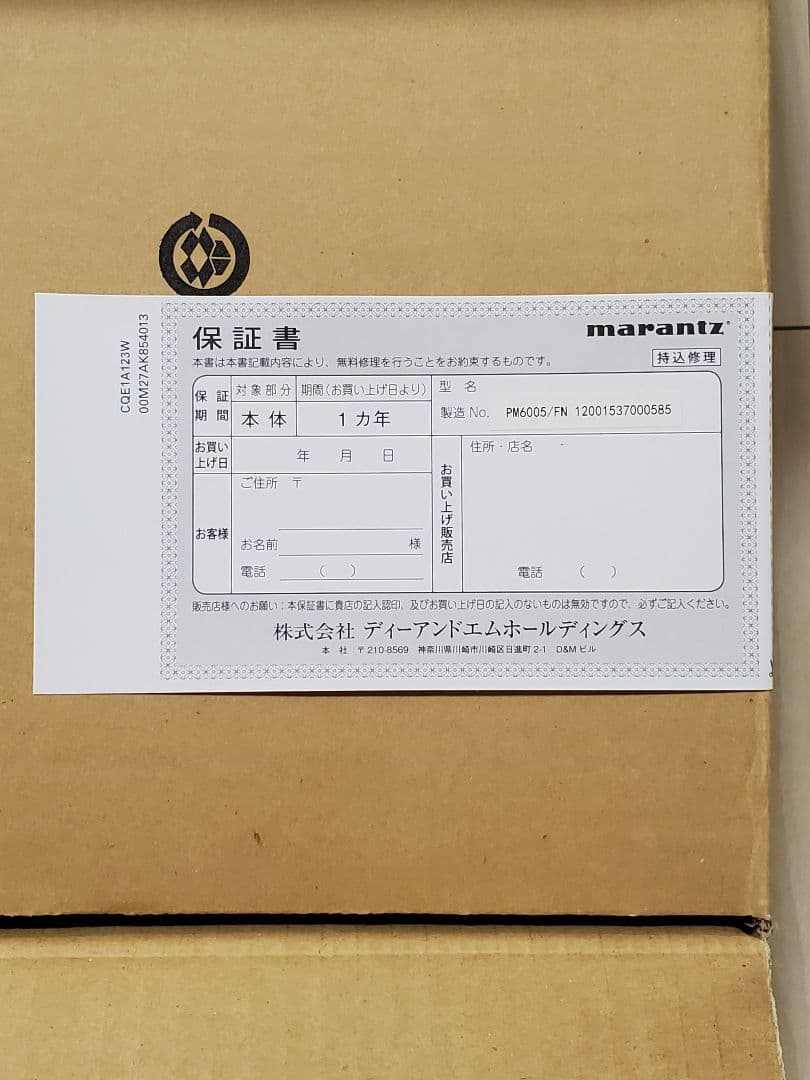 CQE1A123W
00M27AK854013
保証書
marantz
本書は本書記載内容により、無料修理を行うことをお約束するものです。
持込修理
保証期間
対象部分
期間(お買い上げ日より)
本体
1カ年
型名
製造No. PM6005/FN 12001537000585
お買い上げ日
年 月 日
お買い上げ販売店
住所・店名
お客様
ご住所 〒
お名前 様
電話 ( )
電話 ( )
販売店様へのお願い:本保証書に貴店の記入認印、及びお買い上げ日の記入のないものは無効ですので、必ずご記入ください。
株式会社 ディーアンドエムホールディングス
本社 〒210-8569 神奈川県川崎市川崎区日進町2-1 D&Mビル